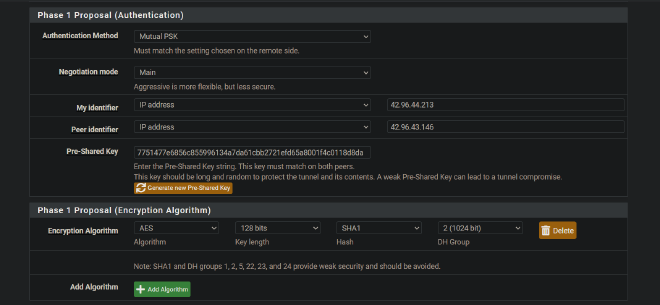 Phase 1 Proposal (Authentication)
Authentication Method
Mutual PSK
Must match the setting chosen on the remote side.
Negotiation mode
Main
Aggressive is more flexible, but less secure.
My identifier
IP address
42.96.44.213
Peer identifier
IP address
42.96.43.146
Pre-Shared Key
7751477e6856c855996134a7da61cbb2721efd65a8001f4c0118d8da
Enter the Pre-Shared Key string. This key must match on both peers.
This key should be long and random to protect the tunnel and its contents. A weak Pre-Shared Key can lead to a tunnel compromise.
Generate new Pre-Shared Key
Phase 1 Proposal (Encryption Algorithm)
Encryption Algorithm
AES
128 bits
SHA1
2 (1024 bit)
Delete
Algorithm
Key length
Hash
DH Group
Note: SHA1 and DH groups 1, 2, 5, 22, 23, and 24 provide weak security and should be avoided.
Add Algorithm
Add Algorithm